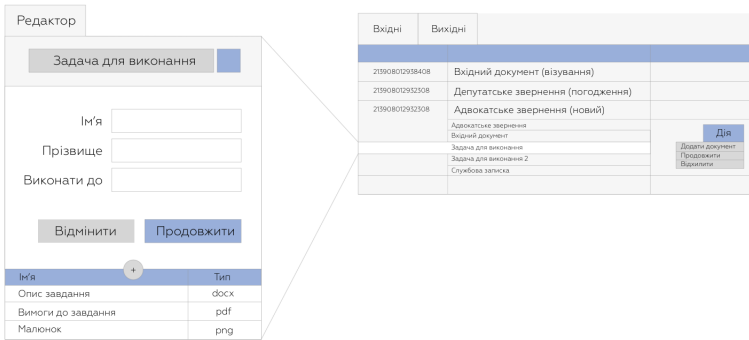 Редактор
Задача для виконання
Ім'я
Прізвище
Виконати до
Відмінити
Продовжити
+
Ім'я Тип
Опис завдання docx
Вимоги до завдання pdf
Малюнок png
Вхідні Вихідні
213908012938408 Вхідний документ (візування)
213908012932308 Депутатське звернення (погодження)
213908012932308 Адвокатське звернення (новий)
Адвокатське звернення
Вхідний документ
Задача для виконання
Задача для виконання 2
Службова записка
Дія
Додати документ
Продовжити
Відхилити